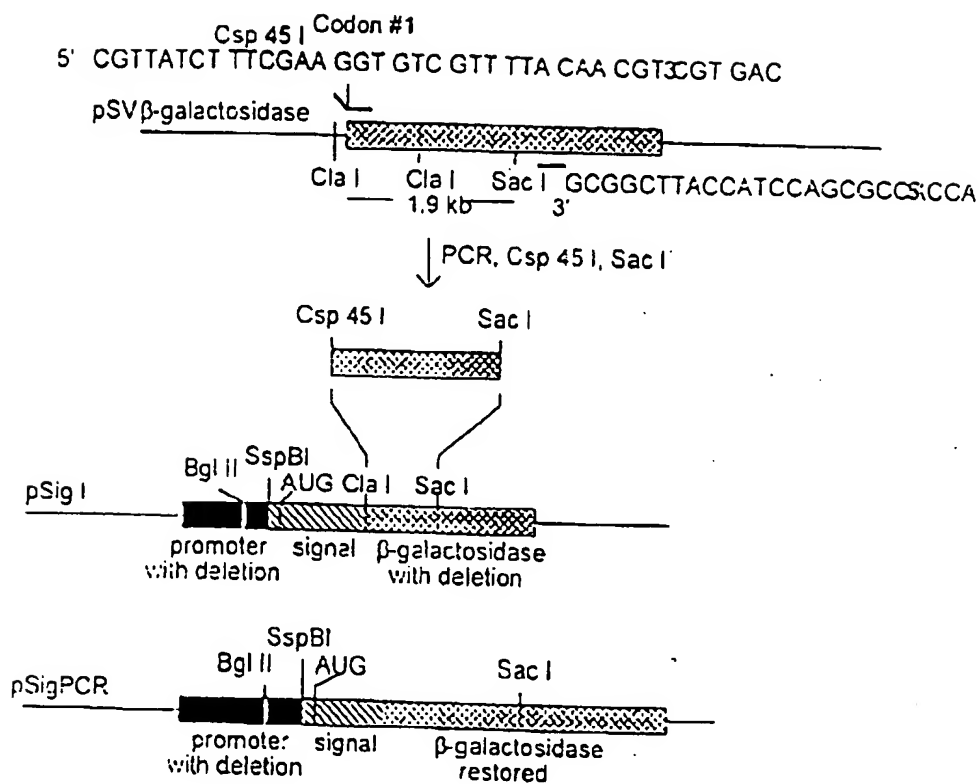 Csp 45 I Codon #1
5' CGTTATCT TTCGAA GGT GTC GTT TTA CAA CGT CGT GAC
pSVβ-galactosidase
Cla I Cla I Sac I GCGGCTTACCATCCAGCGCC CCA
1.9 kb 3'
PCR, Csp 45 I, Sac I
Csp 45 I Sac I
SspBI
Bgl II AUG Cla I Sac I
pSig I
promoter signal β-galactosidase
with deletion with deletion
SspBI
Bgl II AUG Sac I
pSigPCR
promoter signal β-galactosidase
with deletion restored